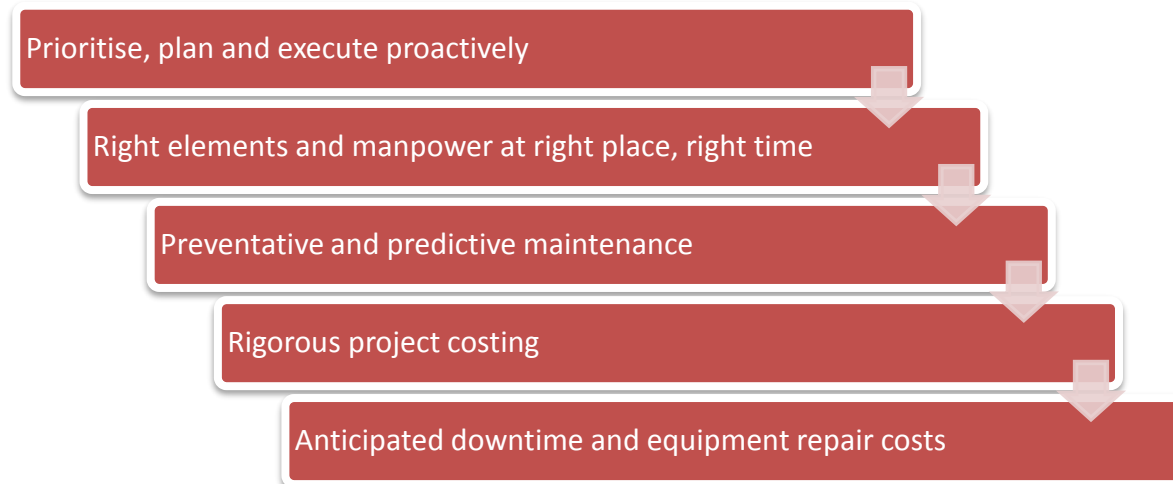 Prioritise, plan and execute proactively
Right elements and manpower at right place, right time
Preventative and predictive maintenance
Rigorous project costing
Anticipated downtime and equipment repair costs